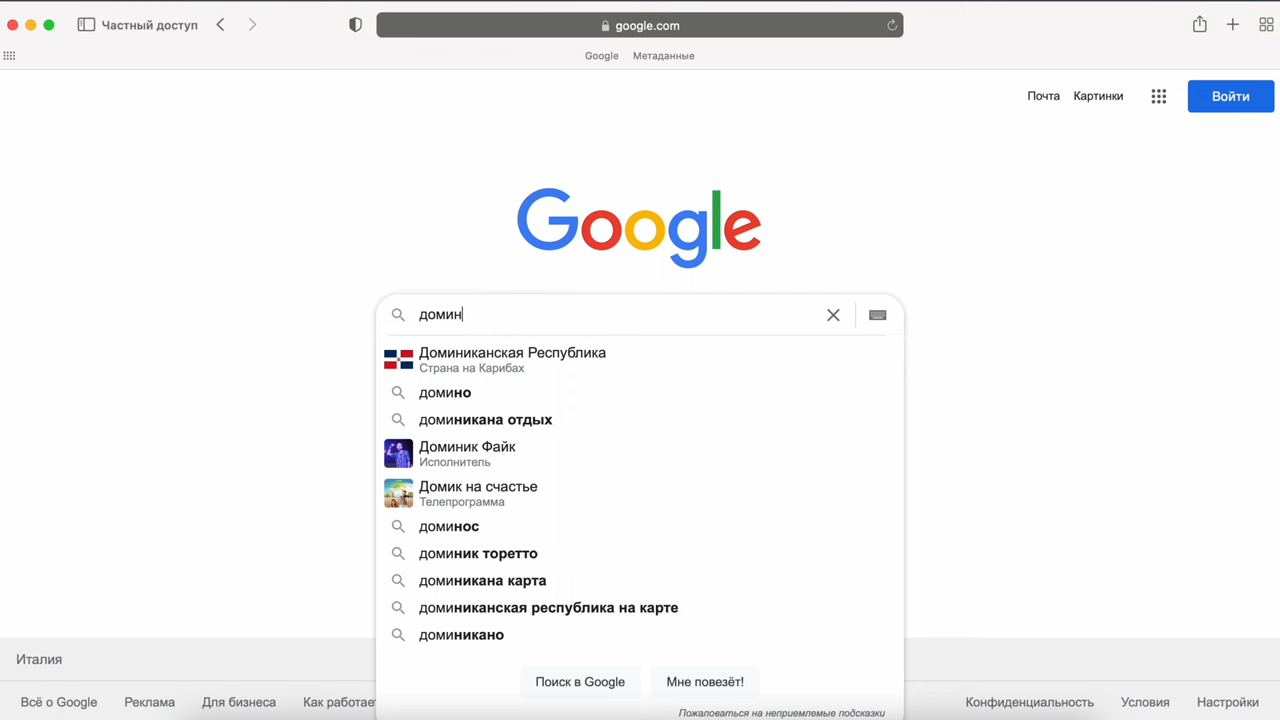 Частный доступ
google.com
Google Метаданные
Почта Картинки Войти
Google
домин
Доминиканская Республика
Страна на Карибах
домино
доминикана отдых
Доминик Файк
Исполнитель
Домик на счастье
Телепрограмма
доминос
доминик торетто
доминикана карта
доминиканская республика на карте
доминикано
Италия
Поиск в Google Мне повезёт!
Всё о Google Реклама Для бизнеса Как работает Конфиденциальность Условия Настройки
Пожаловаться на неприемлемые подсказки